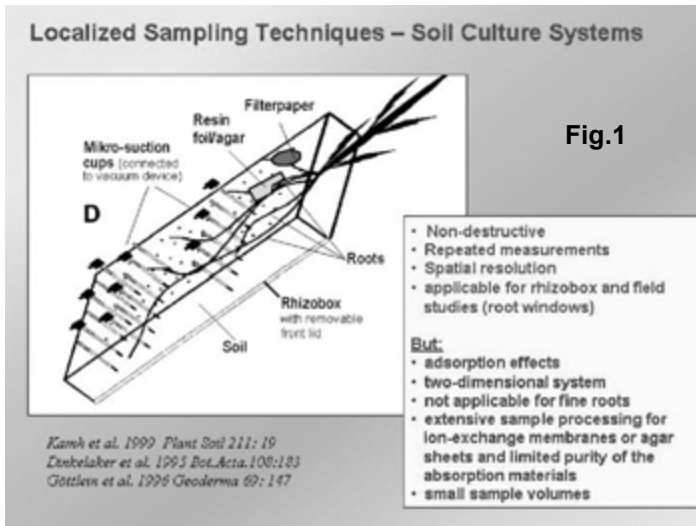 Localized Sampling Techniques – Soil Culture Systems
Filterpaper
Resin
foil/agar
Fig.1
Mikro-suction
cups (connected
to vacuum device)
D
Roots
Rhizobox
with removable
front lid
Soil
• Non-destructive
• Repeated measurements
• Spatial resolution
• applicable for rhizobox and field
studies (root windows)
But:
• adsorption effects
• two-dimensional system
• not applicable for fine roots
• extensive sample processing for
ion-exchange membranes or agar
sheets and limited purity of the
absorption materials
• small sample volumes
Kamh et al. 1999 Plant Soil 211: 19
Dinkelaker et al. 1993 Bot.Acta.108:183
Göttlein et al. 1996 Geoderma 69: 147